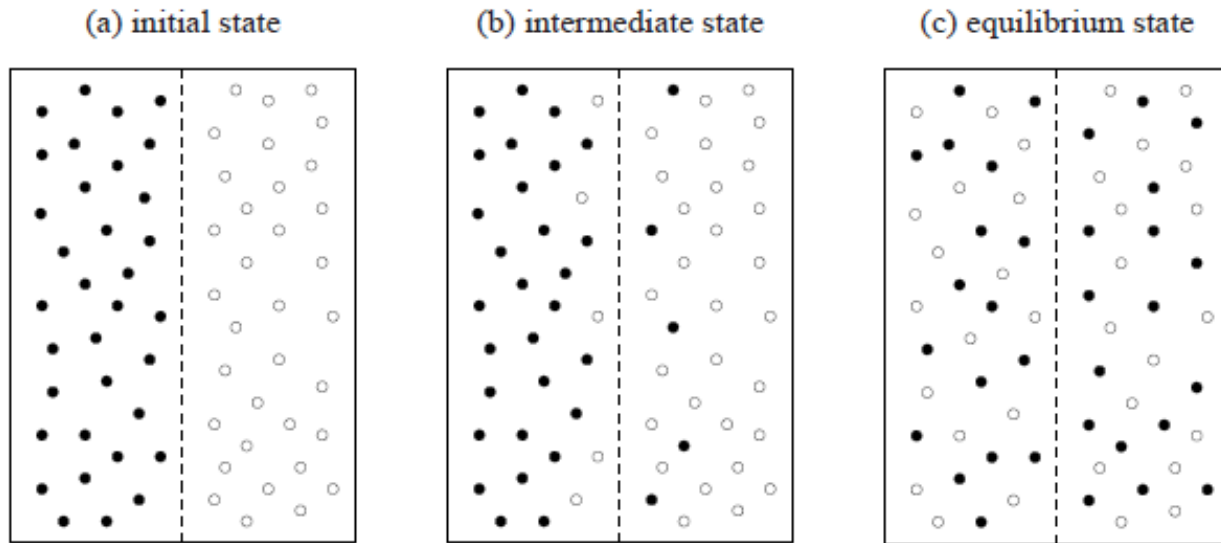 (a) initial state
(b) intermediate state
(c) equilibrium state